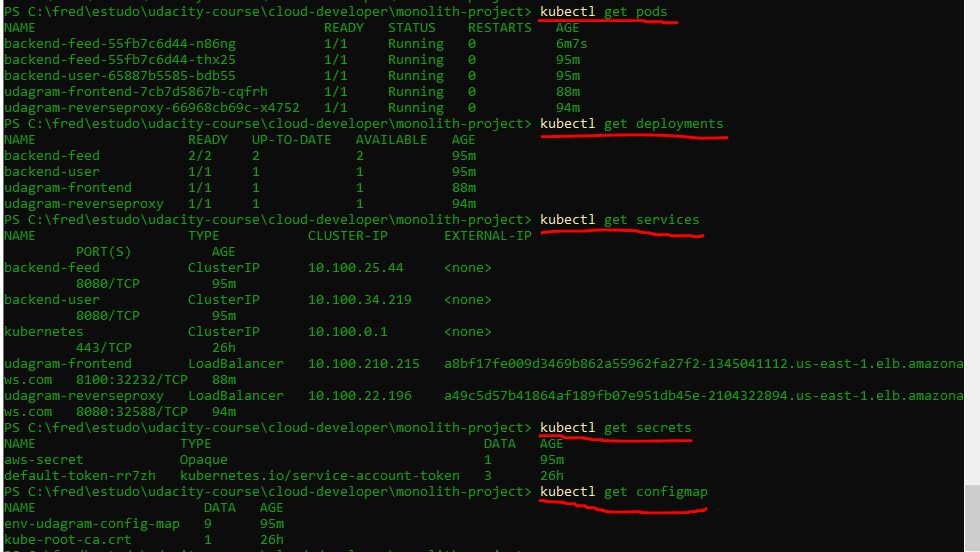 PS C:\fred\estudo\udacity-course\cloud-developer\monolith-project> kubectl get pods
NAME READY STATUS RESTARTS AGE
backend-feed-55fb7c6d44-n86ng 1/1 Running 0 6m7s
backend-feed-55fb7c6d44-thx25 1/1 Running 0 95m
backend-user-65887b5585-bdb55 1/1 Running 0 95m
udagram-frontend-7cb7d5867b-cqfrh 1/1 Running 0 88m
udagram-reverseproxy-66968cb69c-x4752 1/1 Running 0 94m
PS C:\fred\estudo\udacity-course\cloud-developer\monolith-project> kubectl get deployments
NAME READY UP-TO-DATE AVAILABLE AGE
backend-feed 2/2 2 2 95m
backend-user 1/1 1 1 95m
udagram-frontend 1/1 1 1 88m
udagram-reverseproxy 1/1 1 1 94m
PS C:\fred\estudo\udacity-course\cloud-developer\monolith-project> kubectl get services
NAME TYPE CLUSTER-IP EXTERNAL-IP
PORT(S) AGE
backend-feed ClusterIP 10.100.25.44 <none>
8080/TCP 95m
backend-user ClusterIP 10.100.34.219 <none>
8080/TCP 95m
kubernetes ClusterIP 10.100.0.1 <none>
443/TCP 26h
udagram-frontend LoadBalancer 10.100.210.215 a8bf17fe009d3469b862a55962fa27f2-1345041112.us-east-1.elb.amazona
ws.com 8100:32232/TCP 88m
udagram-reverseproxy LoadBalancer 10.100.22.196 a49c5d57b41864af189fb07e951db45e-2104322894.us-east-1.elb.amazona
ws.com 8080:32588/TCP 94m
PS C:\fred\estudo\udacity-course\cloud-developer\monolith-project> kubectl get secrets
NAME TYPE DATA AGE
aws-secret Opaque 1 95m
default-token-rr7zh kubernetes.io/service-account-token 3 26h
PS C:\fred\estudo\udacity-course\cloud-developer\monolith-project> kubectl get configmap
NAME DATA AGE
env-udagram-config-map 9 95m
kube-root-ca.crt 1 26h